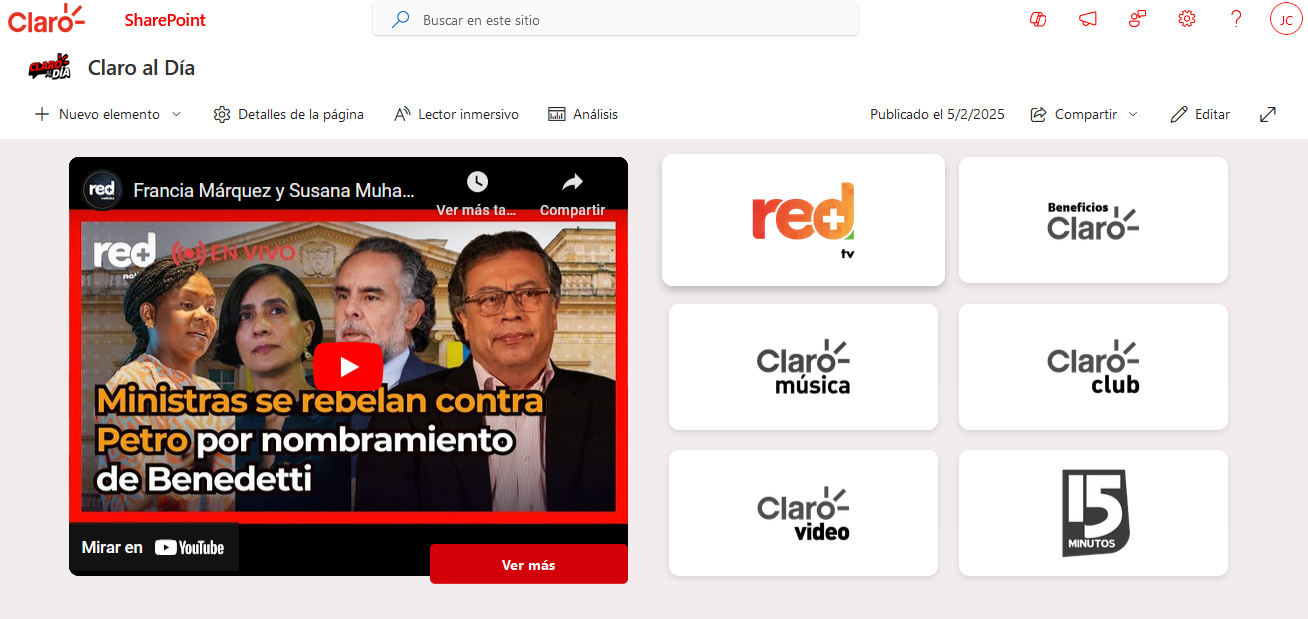 Claro
SharePoint
Buscar en este sitio
JC
CLARO
AL DÍA
Claro al Día
Nuevo elemento
Detalles de la página
Lector inmersivo
Análisis
Publicado el 5/2/2025
Compartir
Editar
red
noticias
Francia Márquez y Susana Muha...
Ver más ta...
Compartir
red
EN VIVO
Ministras se rebelan contra
Petro por nombramiento
de Benedetti
Mirar en YouTube
Ver más
red
tv
Beneficios
Claro
Claro
música
Claro
club
Claro
video
15
MINUTOS